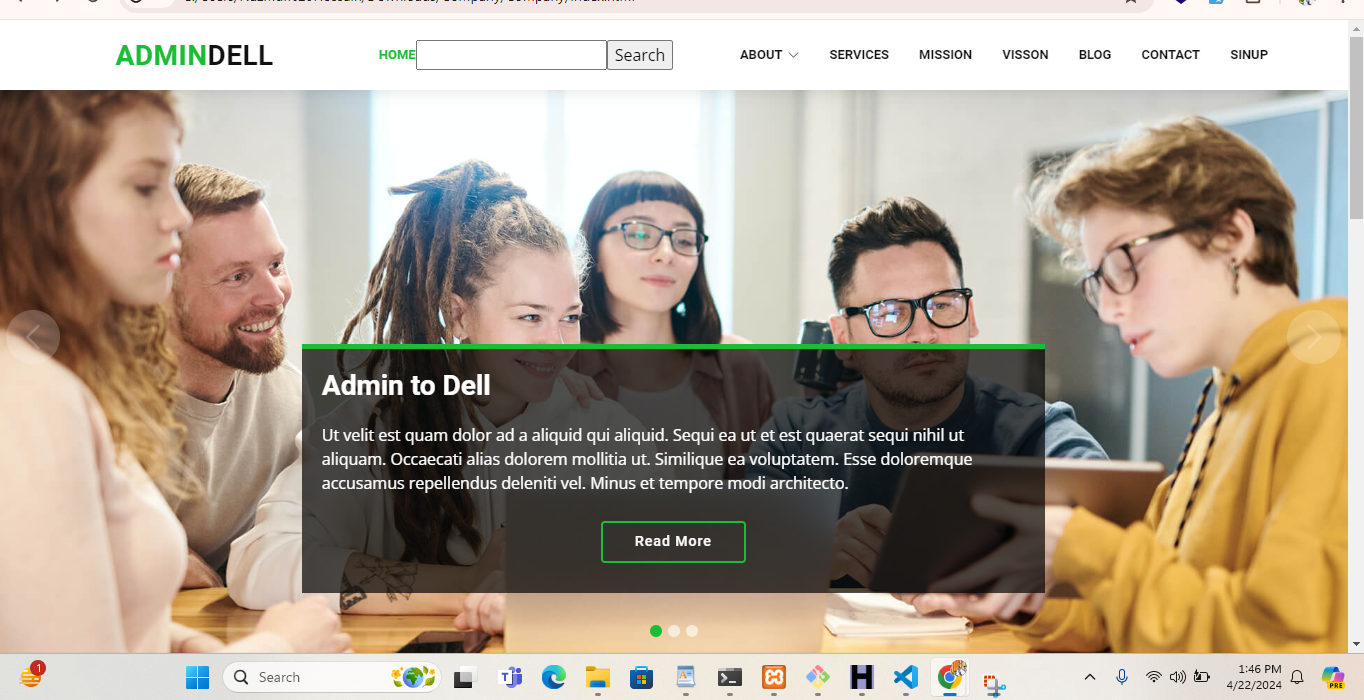 ADMINDELL
HOME
Search
ABOUT
SERVICES
MISSION
VISSON
BLOG
CONTACT
SINUP
Admin to Dell
Ut velit est quam dolor ad a aliquid qui aliquid. Sequi ea ut et est quaerat sequi nihil ut
aliquam. Occaecati alias dolorem mollitia ut. Similique ea voluptatem. Esse doloremque
accusamus repellendus deleniti vel. Minus et tempore modi architecto.
Read More
1
Search
1:46 PM
4/22/2024
PRE